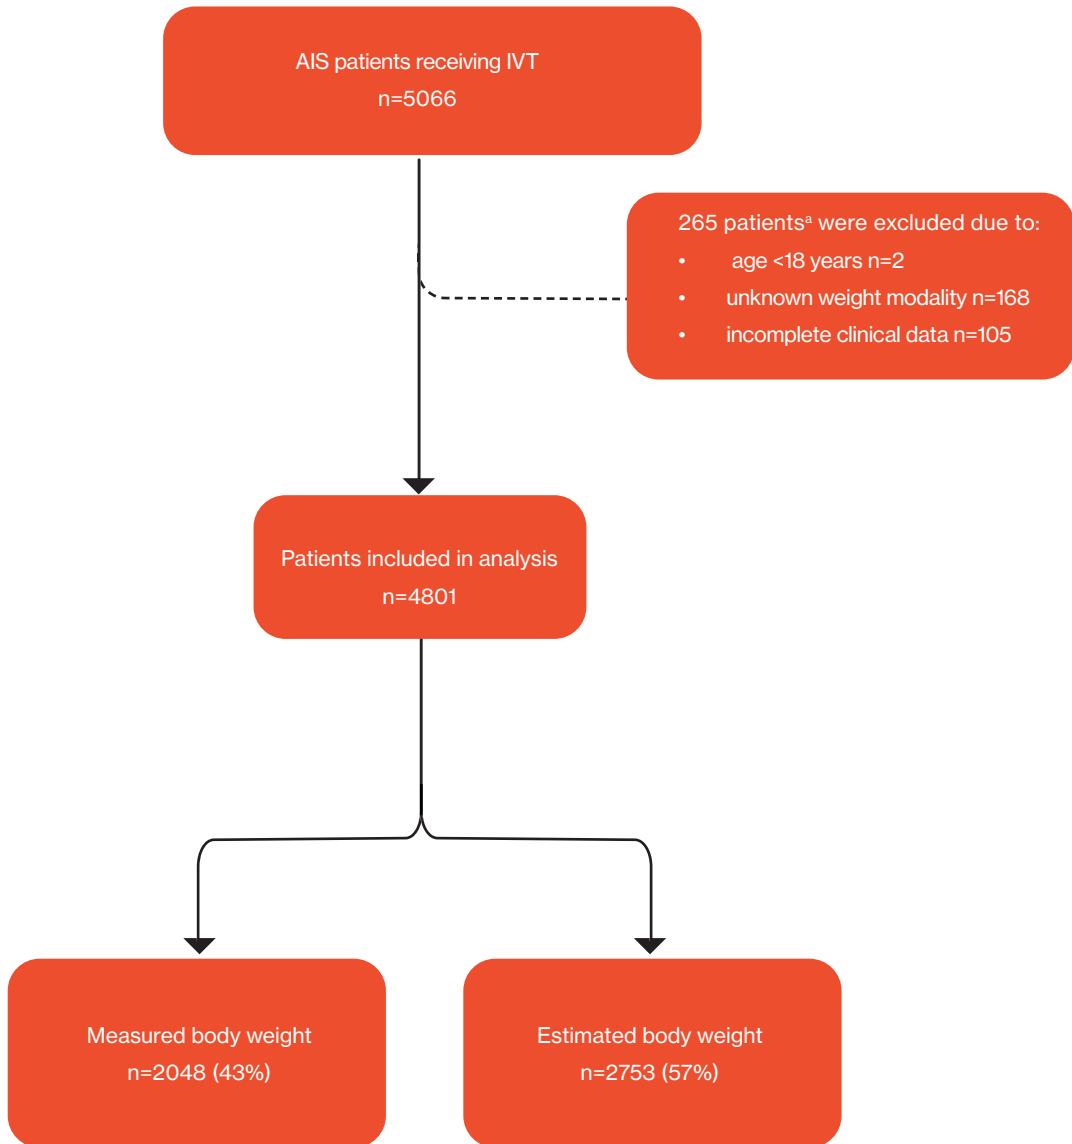 AIS patients receiving IVT
n=5066
265 patientsᵃ were excluded due to:
• age <18 years n=2
• unknown weight modality n=168
• incomplete clinical data n=105
Patients included in analysis
n=4801
Measured body weight
n=2048 (43%)
Estimated body weight
n=2753 (57%)